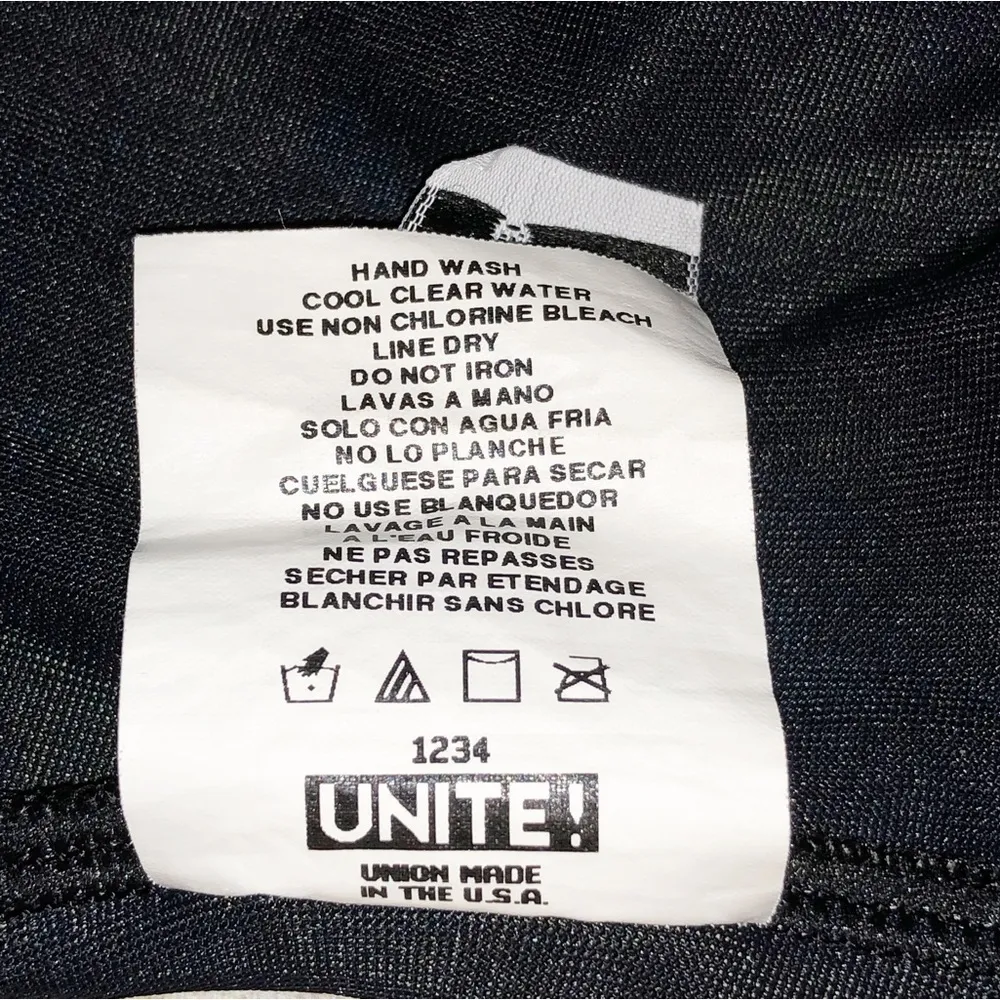 HAND WASH
COOL CLEAR WATER
USE NON CHLORINE BLEACH
LINE DRY
DO NOT IRON
LAVAS A MANO
SOLO CON AGUA FRIA
NO LO PLANCHE
CUELGUESE PARA SECAR
NO USE BLANQUEDOR
LAVAGE A LA MAIN
A L'EAU FROIDE
NE PAS REPASSES
SECHER PAR ETENDAGE
BLANCHIR SANS CHLORE
1234
UNITE!
UNION MADE
IN THE U.S.A.